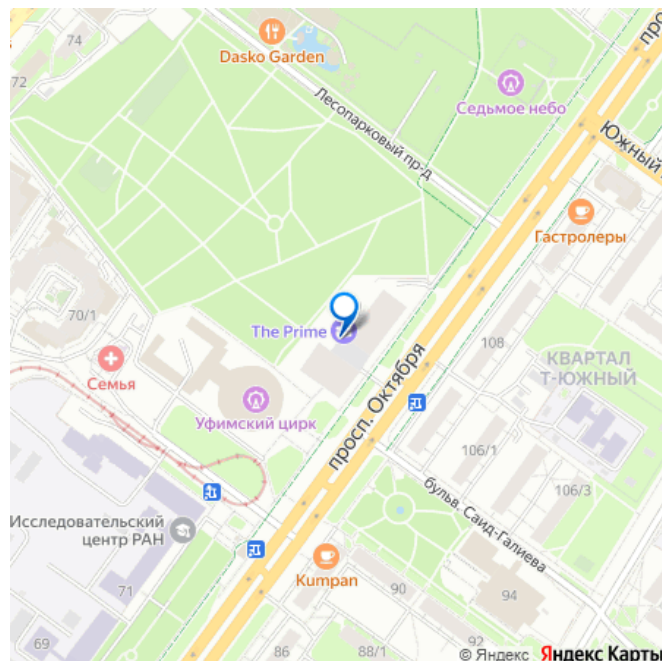 74
Dasko Garden
72
Седьмое небо
Лесопарковый пр-д
Южный
Гастролеры
70/1
The Prime
108
КВАРТАЛ
Т-ЮЖНЫЙ
Семья
просп. Октября
Уфимский цирк
106/1
106/3
бульв. Саид-Галиева
Исследовательский
центр РАН
Kumpan
71
90
94
69
86
88/1
92
© Яндекс Яндекс Карты